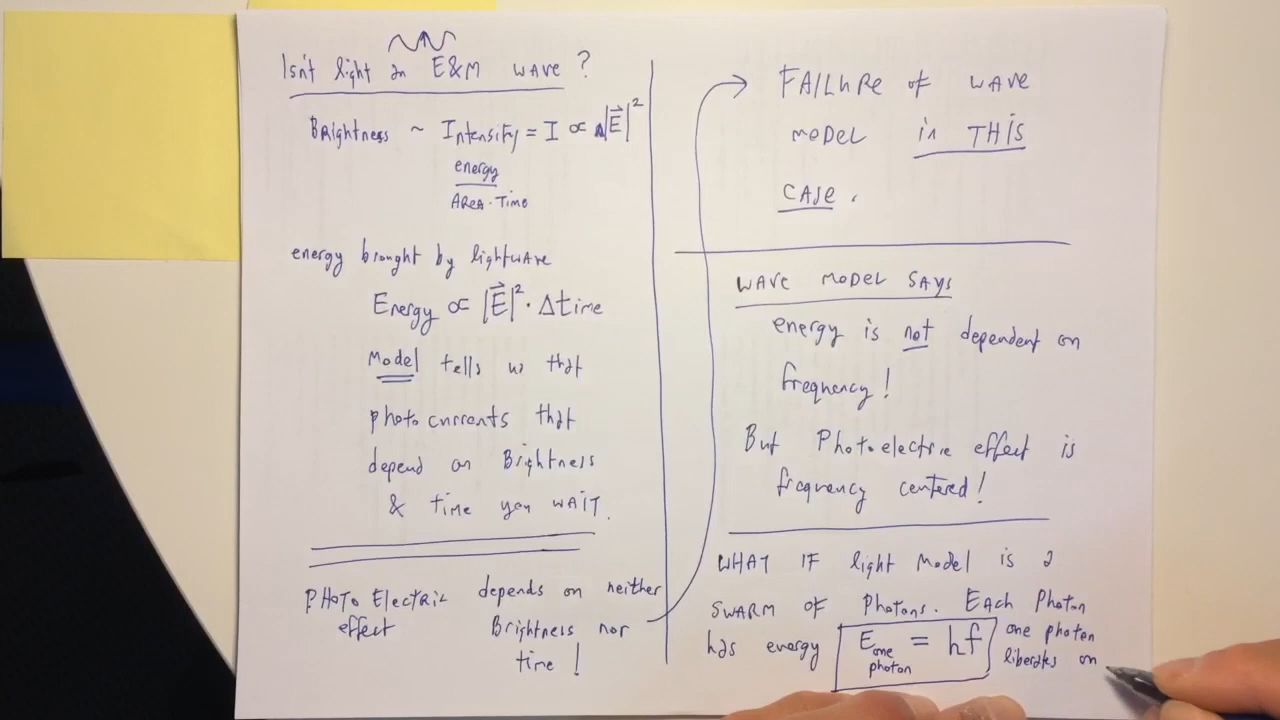 Isn't light an E&M wave?
Brightness ~ Intensity = I ∝ |E⃗|²
energy
Area · Time
energy brought by lightwave
Energy ∝ |E⃗|² · Δtime
Model tells us that
photocurrents that
depend on Brightness
& time you WAIT.
PHOTO ELECTRIC depends on neither
effect Brightness nor
time!
FAILURE OF WAVE
MODEL in THIS
CASE.
WAVE MODEL SAYS
energy is not dependent on
frequency!
But Photoelectric effect is
frequency centered!
WHAT IF light Model is a
SWARM OF Photons. Each Photon
has energy E one photon = hf one photon
liberates on